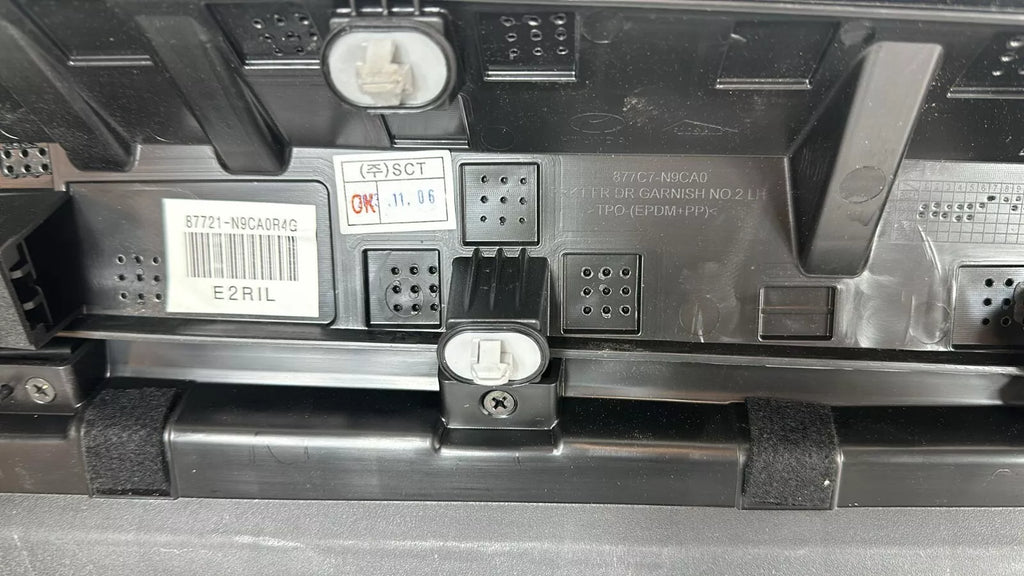 (주)SCT
OK .11.06
87721-N9CA0R4G
E2RIL
877C7-N9CA0
FR DR GARNISH NO.2 LH
>TPO-(EPDM+PP)<